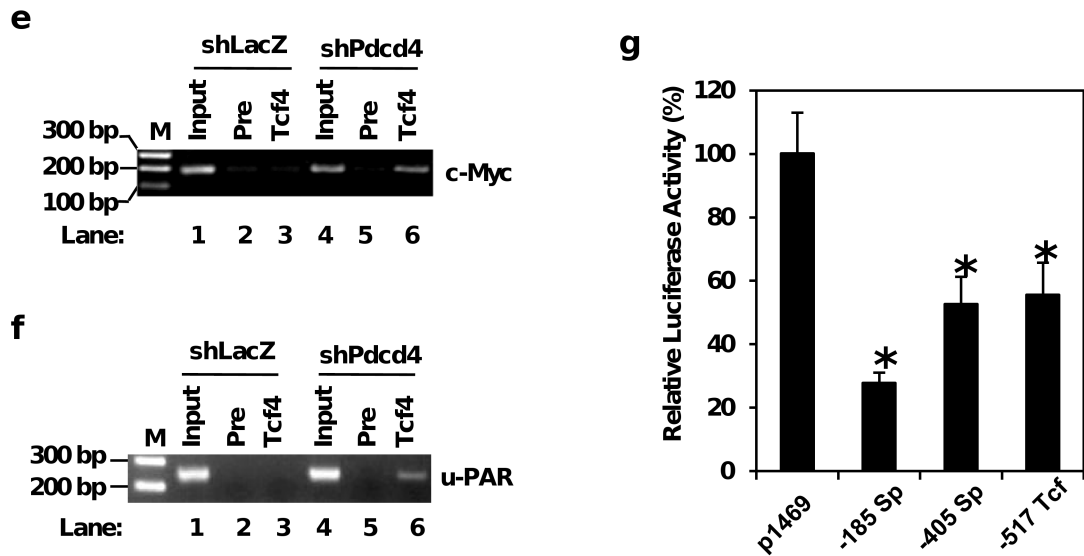 e
shLacZ shPdcd4
Input Pre Tcf4 Input Pre Tcf4
M
300 bp
200 bp
100 bp
c-Myc
Lane: 1 2 3 4 5 6
f
shLacZ shPdcd4
Input Pre Tcf4 Input Pre Tcf4
M
300 bp
200 bp
u-PAR
Lane: 1 2 3 4 5 6
g
Relative Luciferase Activity (%)
120
100
80
60
40
20
0
* * *
p1469 -185 Sp -405 Sp -517 Tcf